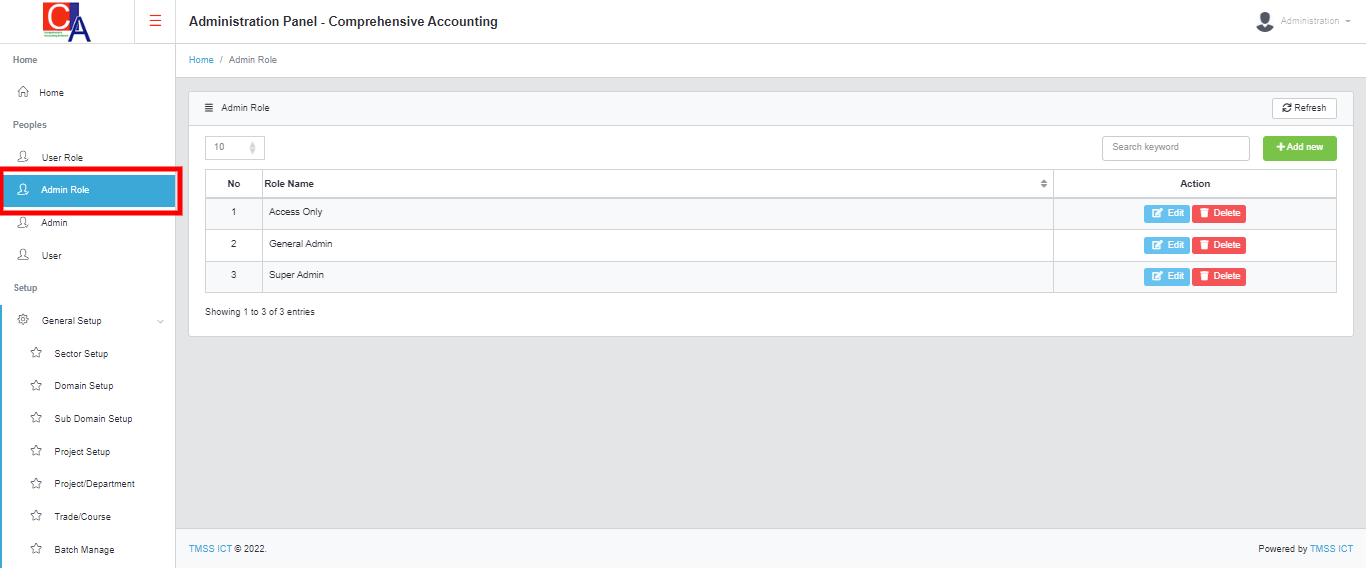 CA
Administration Panel - Comprehensive Accounting
Administration
Home
Home / Admin Role
Home
Peoples
User Role
Admin Role
Admin
User
Setup
General Setup
Sector Setup
Domain Setup
Sub Domain Setup
Project Setup
Project/Department
Trade/Course
Batch Manage
Admin Role
Refresh
10
Search keyword
Add new
No Role Name Action
1 Access Only Edit Delete
2 General Admin Edit Delete
3 Super Admin Edit Delete
Showing 1 to 3 of 3 entries
TMSS ICT © 2022.
Powered by TMSS ICT